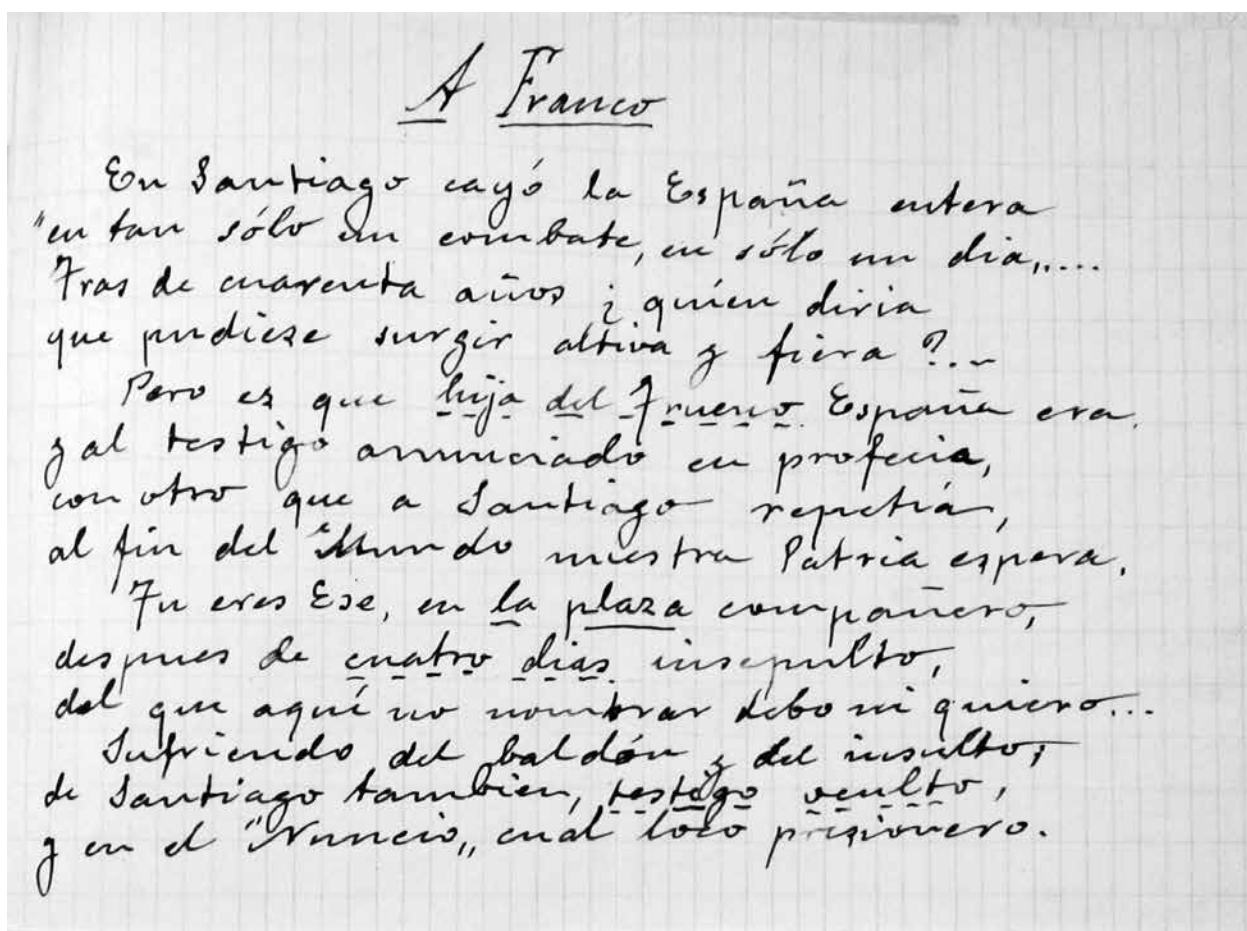 A Franco
En Santiago cayó la España entera
"en tan sólo un combate, en sólo un dia,,....
Tras de cuarenta años ¿quién diria
que pudiese surgir altiva y fiera?...
Pero es que hija del Trueno España era
y al testigo anunciado en profecia,
con otro que a Santiago repetía,
al fin del Mundo nuestra Patria espera.
Tu eres Ese, en la plaza compañero,
despues de cuatro dias insepulto,
del que aquí no nombrar debo ni quiero...
Sufriendo del baldón y del insulto,
de Santiago tambien, testigo oculto,
y en el "Nuncio,, cual loco prisionero.